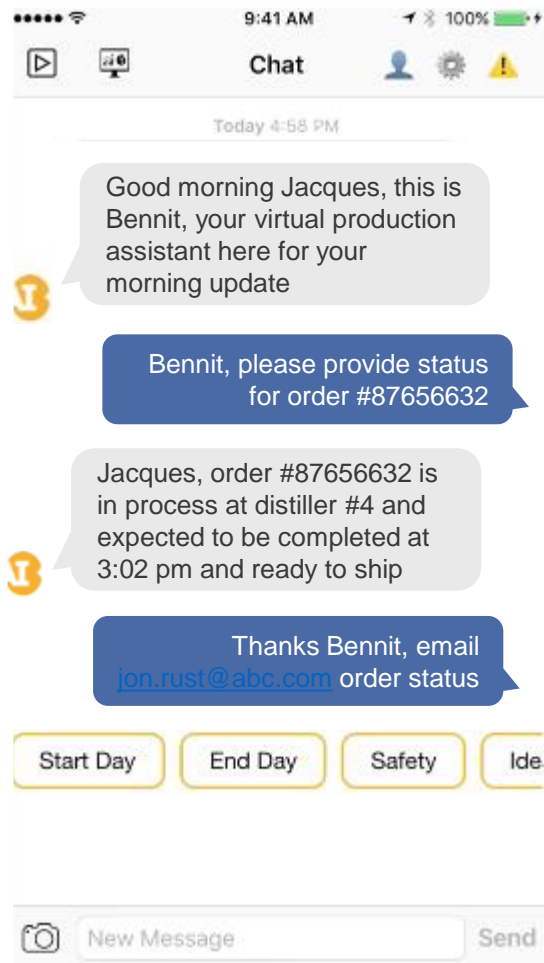 9:41 AM 100%
Chat
Today 4:58 PM
Good morning Jacques, this is
Bennit, your virtual production
assistant here for your
morning update
Bennit, please provide status
for order #87656632
Jacques, order #87656632 is
in process at distiller #4 and
expected to be completed at
3:02 pm and ready to ship
Thanks Bennit, email
jon.rust@abc.com order status
Start Day End Day Safety Ide
New Message Send